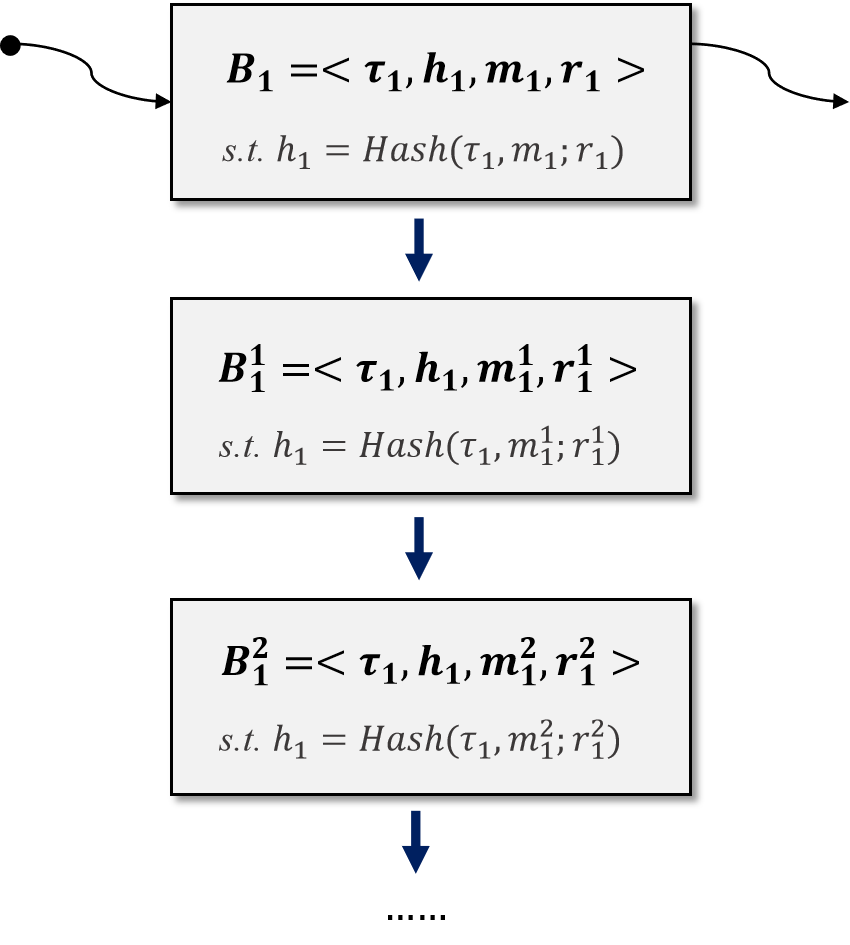 B₁ =< τ₁, h₁, m₁, r₁ >
s.t. h₁ = Hash(τ₁, m₁; r₁)
B₁¹ =< τ₁, h₁, m₁¹, r₁¹ >
s.t. h₁ = Hash(τ₁, m₁¹; r₁¹)
B₁² =< τ₁, h₁, m₁², r₁² >
s.t. h₁ = Hash(τ₁, m₁²; r₁²)
……